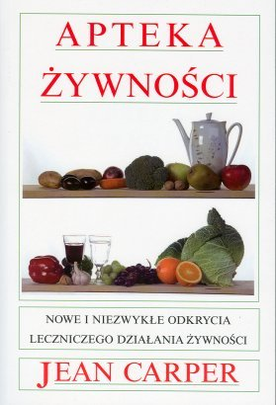 APTEKA
ŻYWNOŚCI
NOWE I NIEZWYKŁE ODKRYCIA
LECZNICZEGO DZIAŁANIA ŻYWNOŚCI
JEAN CARPER